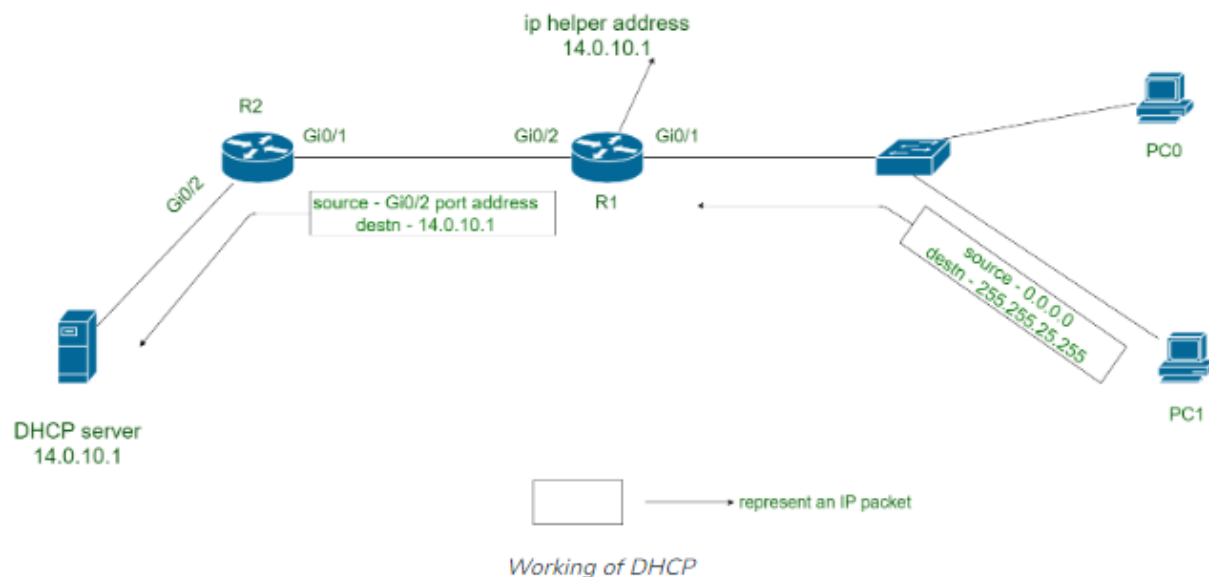 ip helper address
14.0.10.1
R2
Gi0/1
Gi0/2
Gi0/1
PC0
Gi0/2
R1
source - Gi0/2 port address
destn - 14.0.10.1
source - 0.0.0.0
destn - 255.255.25.255
PC1
DHCP server
14.0.10.1
represent an IP packet
Working of DHCP